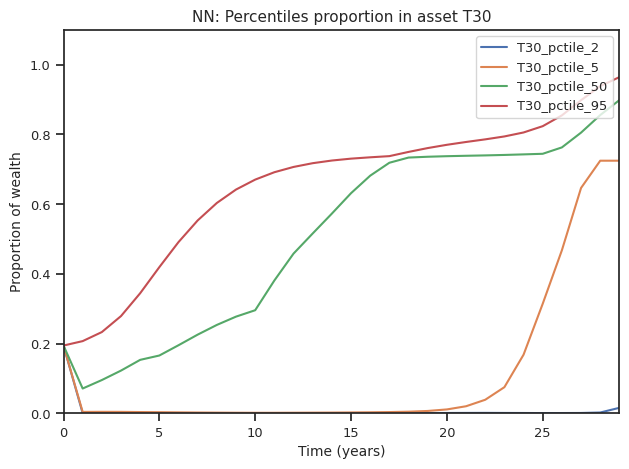 NN: Percentiles proportion in asset T30
T30_pctile_2
T30_pctile_5
T30_pctile_50
T30_pctile_95
Proportion of wealth
1.0
0.8
0.6
0.4
0.2
0.0
0 5 10 15 20 25
Time (years)